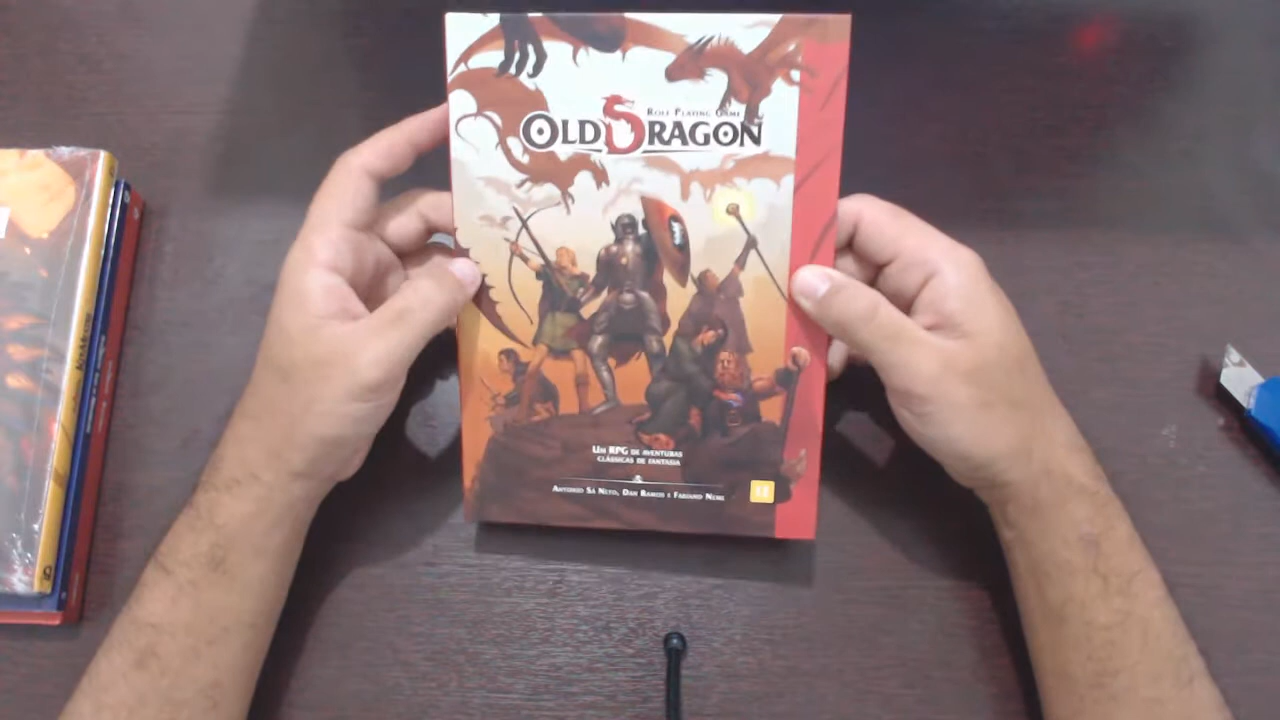 Role Playing Game
OLD DRAGON
Um RPG de aventuras
clássicas de fantasia
Antonio Sá Neto, Dan Ramos e Fabiano Neme
12